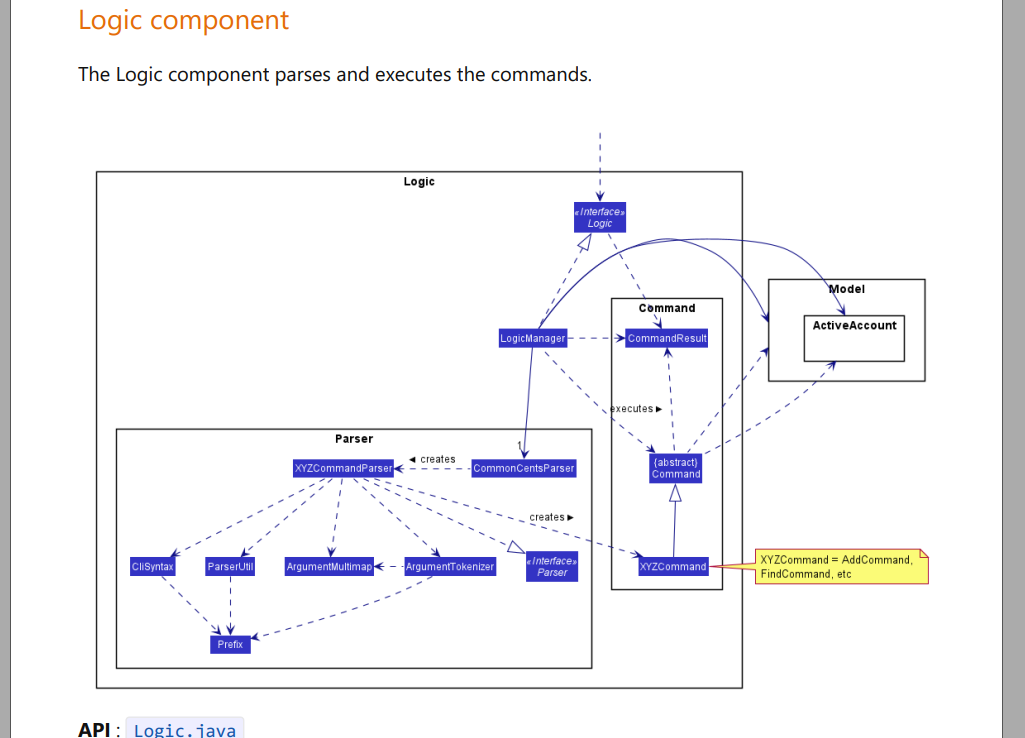 Logic component
The Logic component parses and executes the commands.
Logic
«Interface»
Logic
Model
ActiveAccount
Command
LogicManager
CommandResult
executes ►
Parser
1
◄ creates
XYZCommandParser
CommonCentsParser
{abstract}
Command
creates ►
CliSyntax
ParserUtil
ArgumentMultimap
ArgumentTokenizer
«Interface»
Parser
XYZCommand
XYZCommand = AddCommand,
FindCommand, etc
Prefix
API : Logic.java